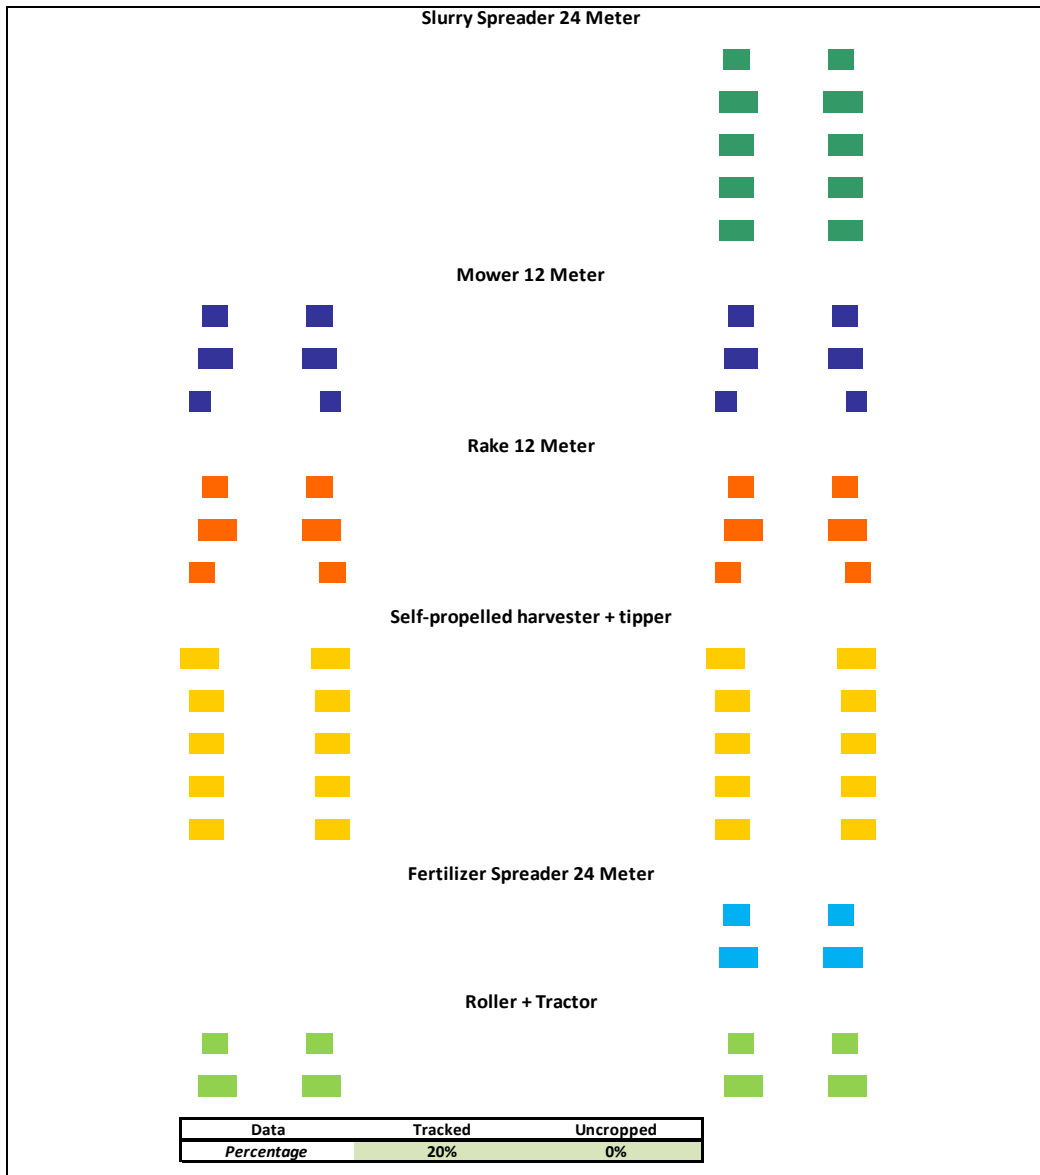 Slurry Spreader 24 Meter
Mower 12 Meter
Rake 12 Meter
Self-propelled harvester + tipper
Fertilizer Spreader 24 Meter
Roller + Tractor
Data Tracked Uncropped
Percentage 20% 0%